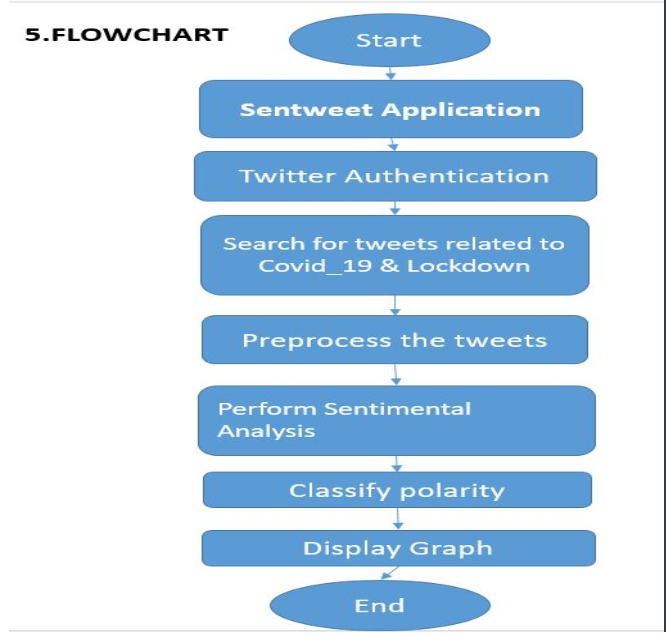 5.FLOWCHART
Start
Sentweet Application
Twitter Authentication
Search for tweets related to
Covid_19 & Lockdown
Preprocess the tweets
Perform Sentimental
Analysis
Classify polarity
Display Graph
End